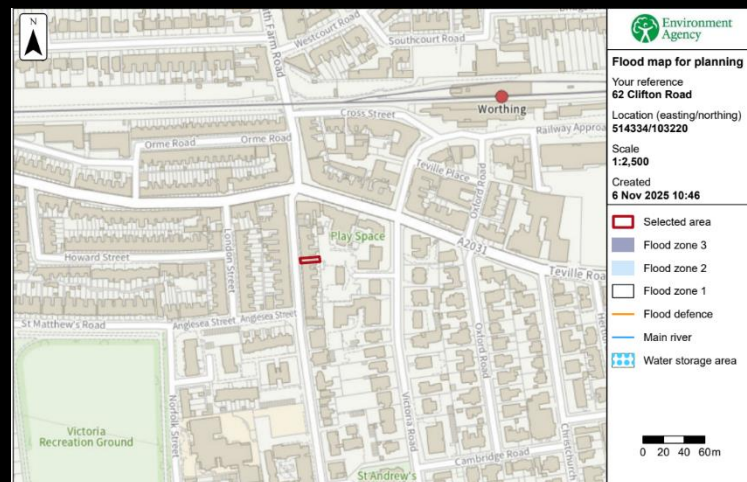 N
Westcourt Road
Southcourt Road
th Farm Road
Worthing
Cross Street
Railway Approa
Orme Road
Orme Road
Teville Place
Oxford Road
Play Space
A2031
Howard Street
London Street
Teville Roa
St Matthew's Road
Anglesea Street
Anglesea Street
Oxford Road
Victoria
Recreation Ground
Norfolk Street
Victoria Road
Christchurch
Cambridge Road
St Andrew's
Environment
Agency
Flood map for planning
Your reference
62 Clifton Road
Location (easting/northing)
514334/103220
Scale
1:2,500
Created
6 Nov 2025 10:46
Selected area
Flood zone 3
Flood zone 2
Flood zone 1
Flood defence
Main river
Water storage area
0 20 40 60m